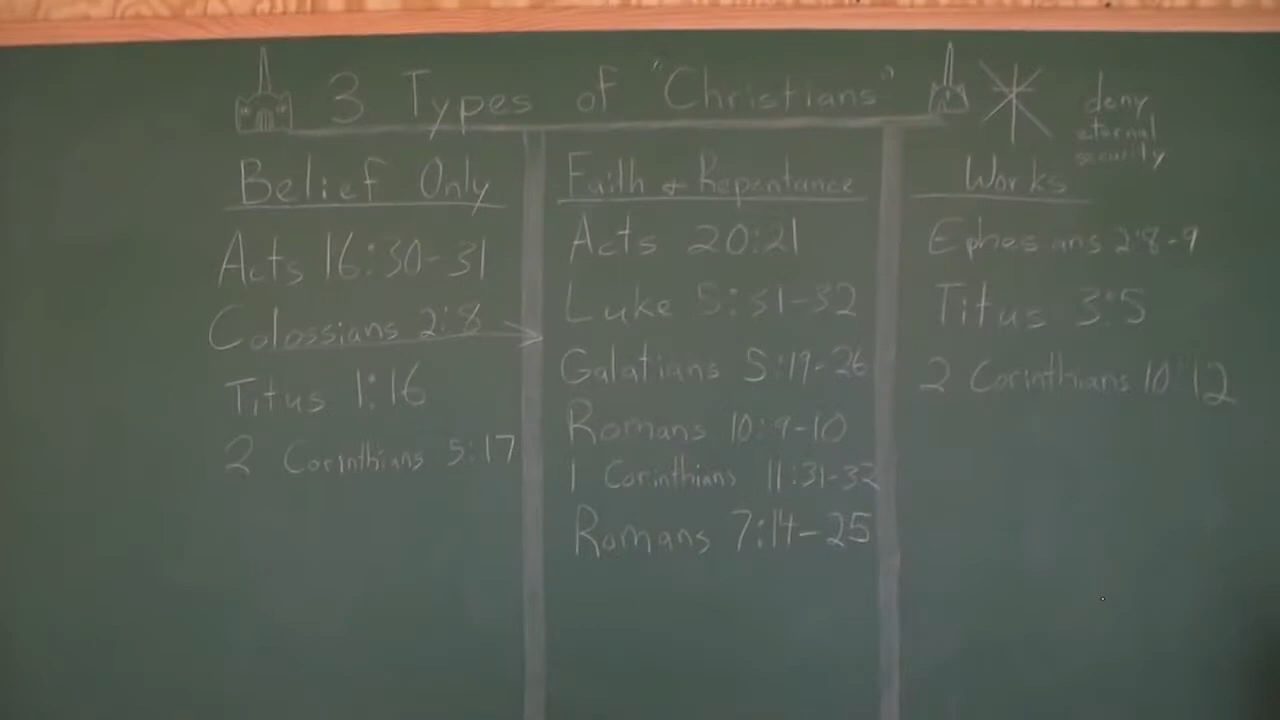 3 Types of "Christians"
deny
eternal
security
Belief Only
Acts 16:30-31
Colossians 2:8
Titus 1:16
2 Corinthians 5:17
Faith & Repentance
Acts 20:21
Luke 5:31-32
Galatians 5:19-26
Romans 10:9-10
1 Corinthians 11:31-32
Romans 7:14-25
Works
Ephesians 2:8-9
Titus 3:5
2 Corinthians 10:12